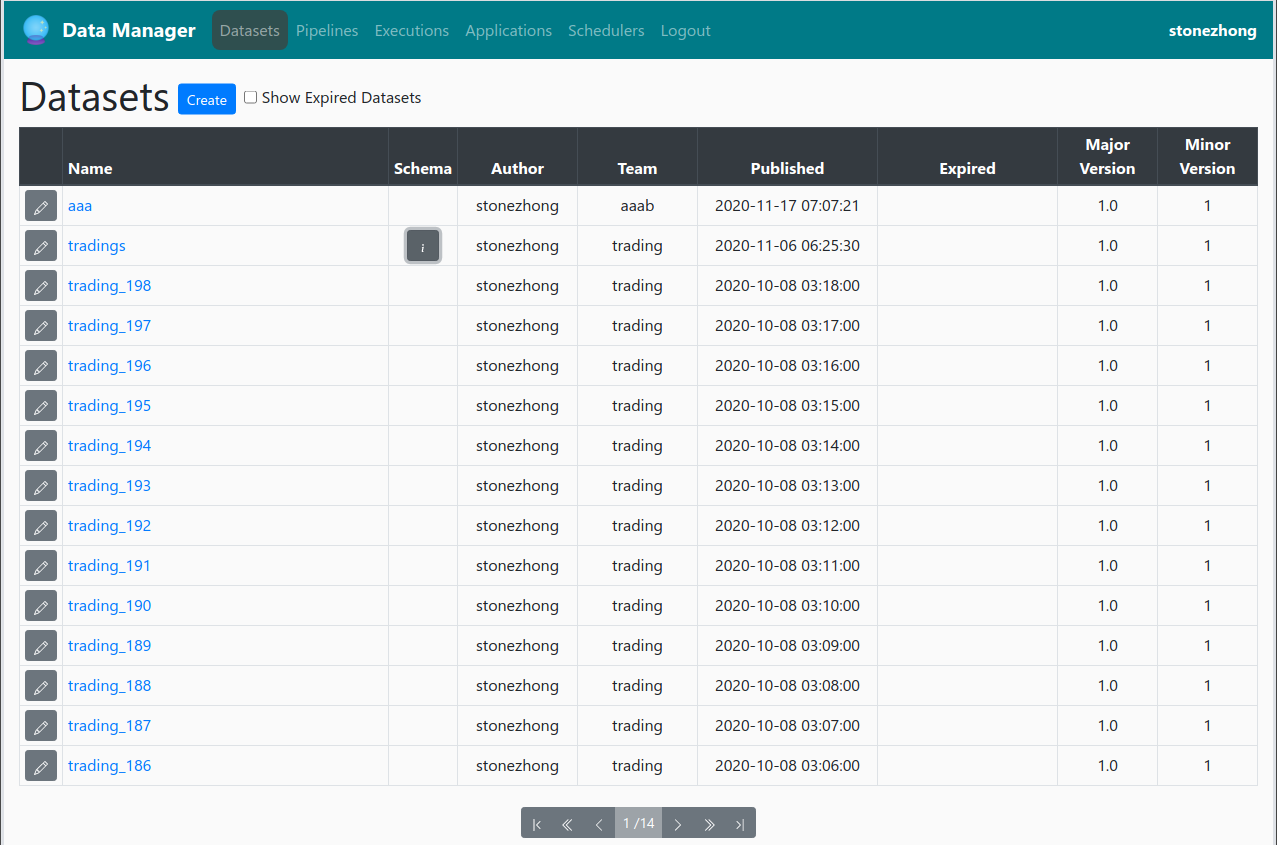 Data Manager Datasets Pipelines Executions Applications Schedulers Logout stonezhong
Datasets Create Show Expired Datasets
Name Schema Author Team Published Expired Major Version Minor Version
aaa stonezhong aaab 2020-11-17 07:07:21 1.0 1
tradings i stonezhong trading 2020-11-06 06:25:30 1.0 1
trading_198 stonezhong trading 2020-10-08 03:18:00 1.0 1
trading_197 stonezhong trading 2020-10-08 03:17:00 1.0 1
trading_196 stonezhong trading 2020-10-08 03:16:00 1.0 1
trading_195 stonezhong trading 2020-10-08 03:15:00 1.0 1
trading_194 stonezhong trading 2020-10-08 03:14:00 1.0 1
trading_193 stonezhong trading 2020-10-08 03:13:00 1.0 1
trading_192 stonezhong trading 2020-10-08 03:12:00 1.0 1
trading_191 stonezhong trading 2020-10-08 03:11:00 1.0 1
trading_190 stonezhong trading 2020-10-08 03:10:00 1.0 1
trading_189 stonezhong trading 2020-10-08 03:09:00 1.0 1
trading_188 stonezhong trading 2020-10-08 03:08:00 1.0 1
trading_187 stonezhong trading 2020-10-08 03:07:00 1.0 1
trading_186 stonezhong trading 2020-10-08 03:06:00 1.0 1
1 /14